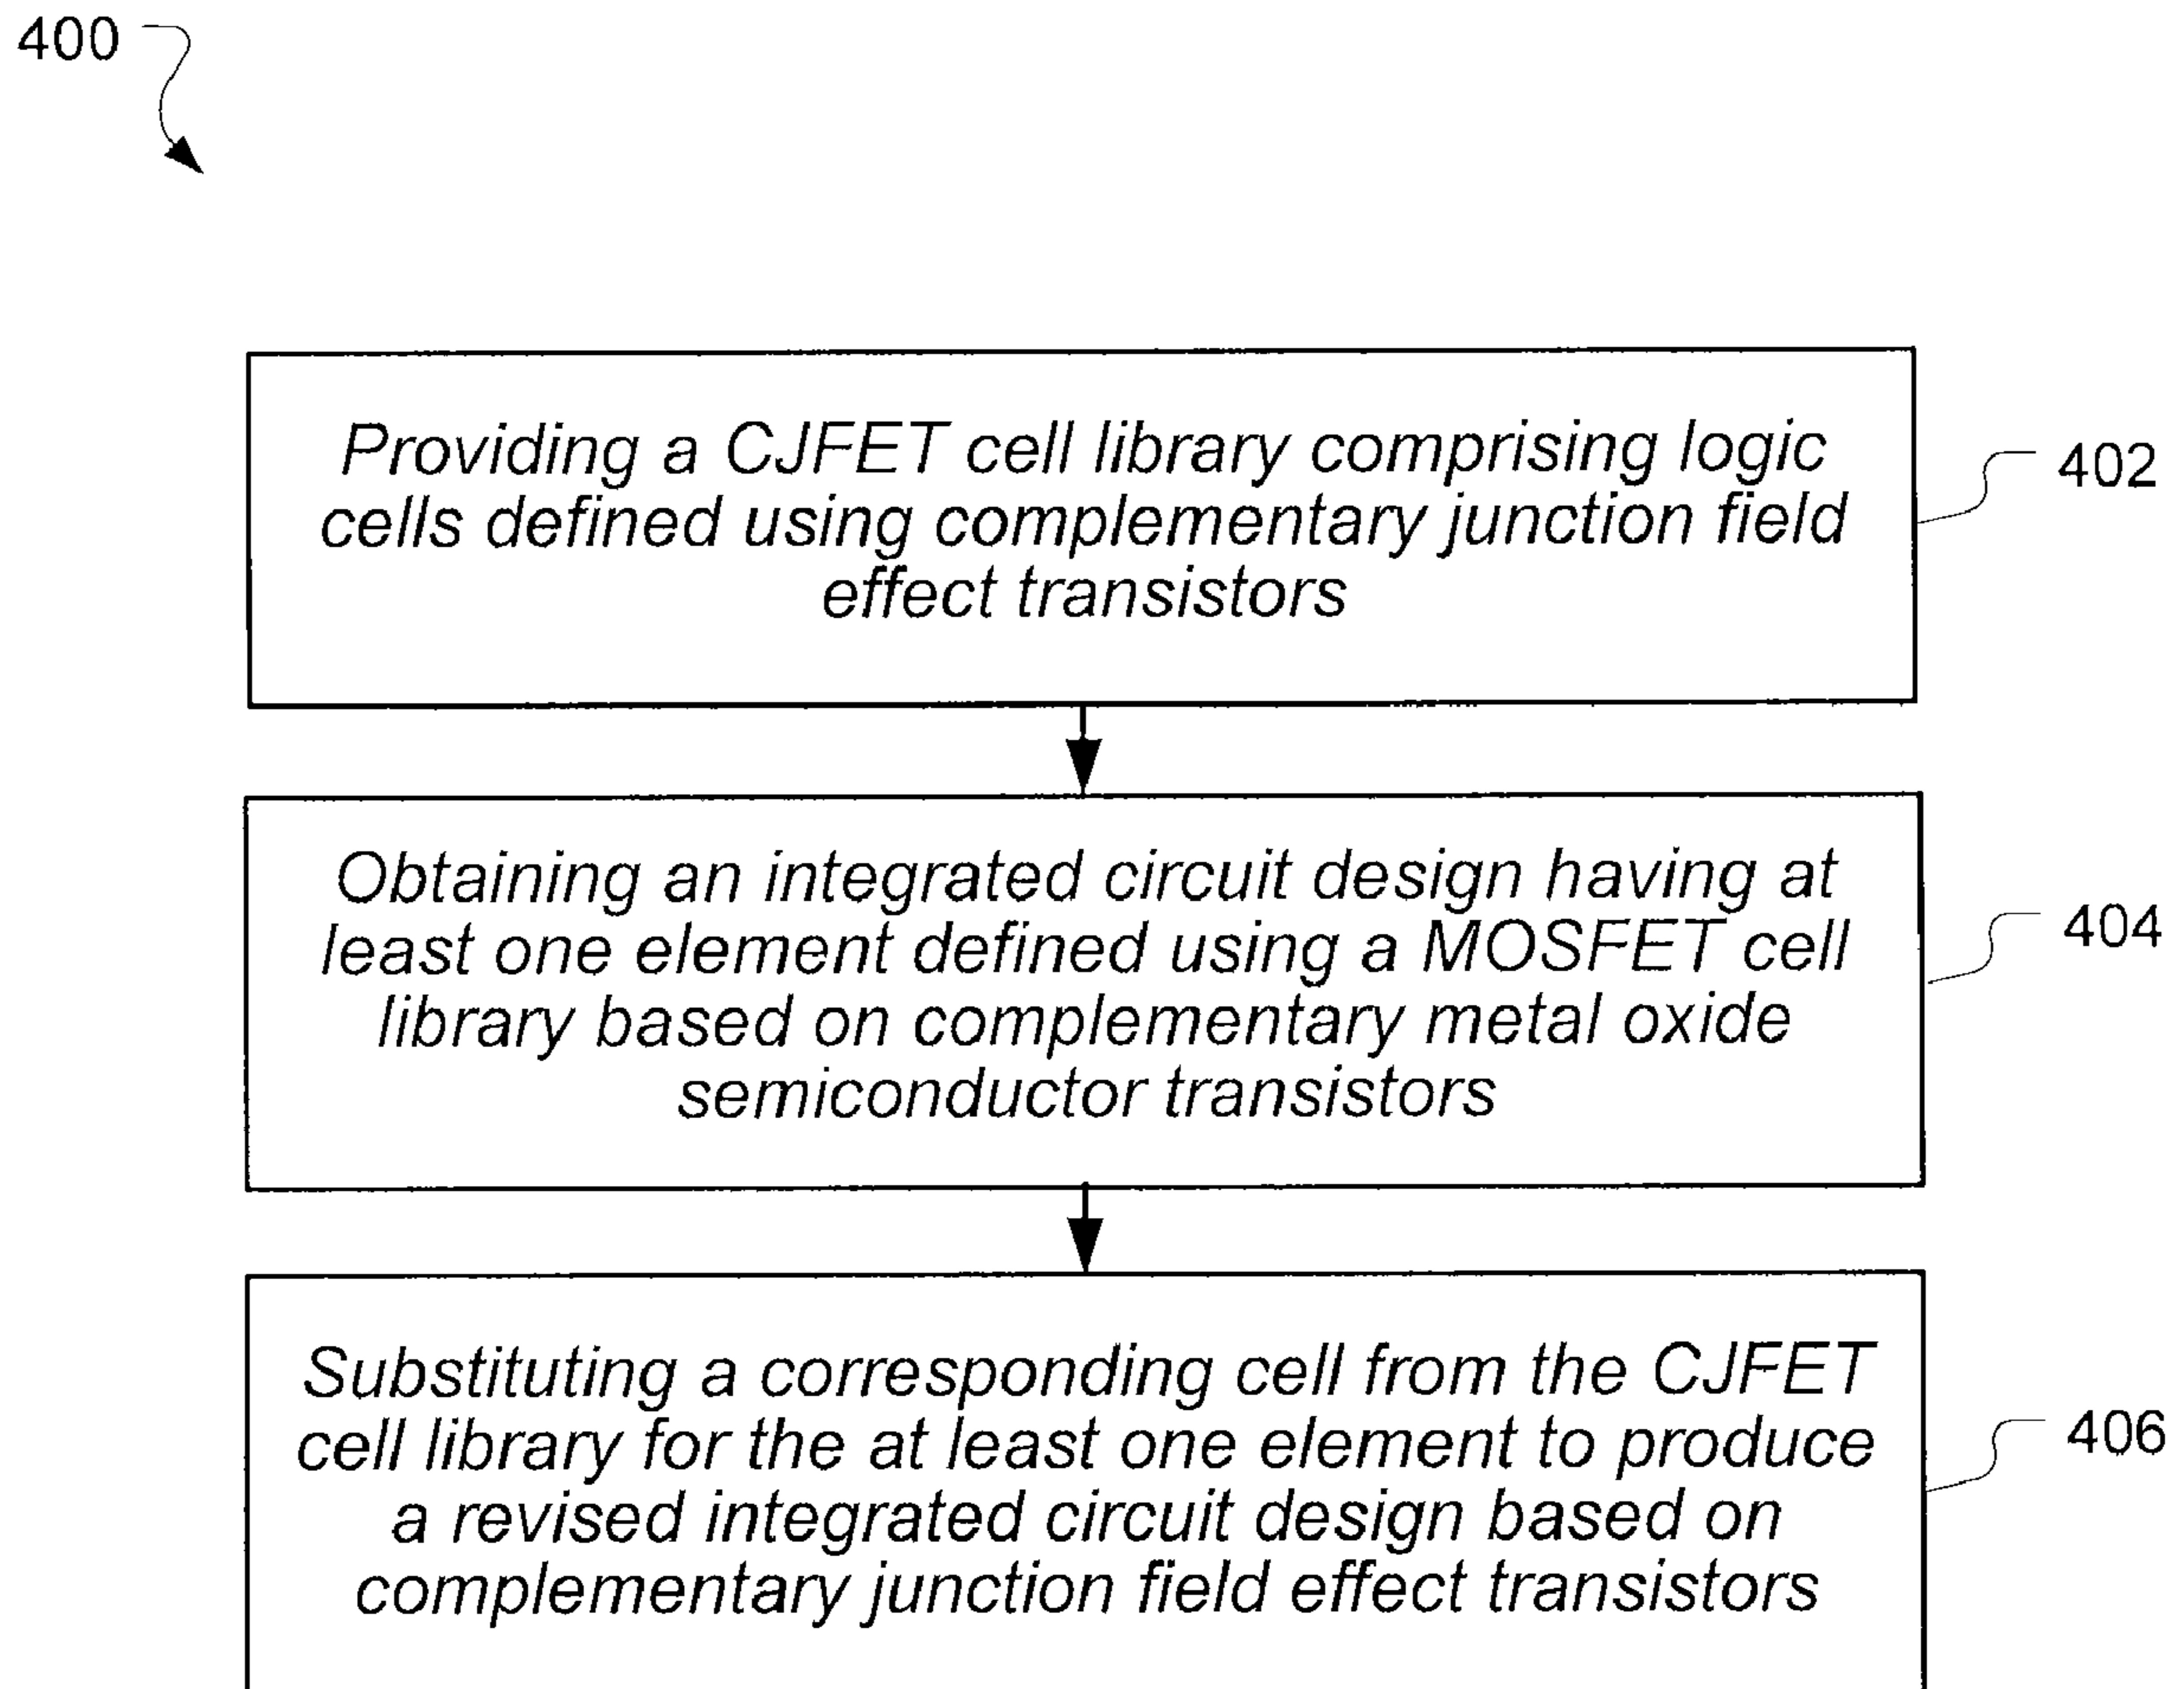 400
Providing a CJFET cell library comprising logic
cells defined using complementary junction field
effect transistors
402
Obtaining an integrated circuit design having at
least one element defined using a MOSFET cell
library based on complementary metal oxide
semiconductor transistors
404
Substituting a corresponding cell from the CJFET
cell library for the at least one element to produce
a revised integrated circuit design based on
complementary junction field effect transistors
406